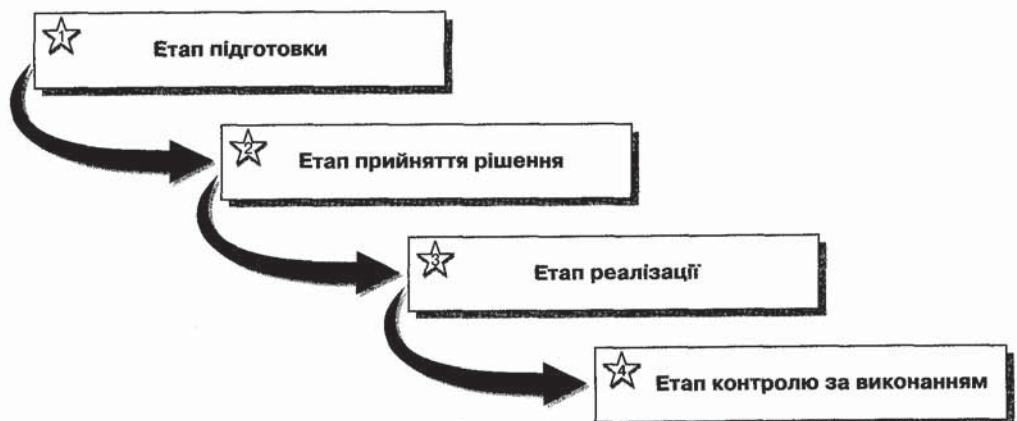 1
Етап підготовки
2
Етап прийняття рішення
3
Етап реалізації
4
Етап контролю за виконанням